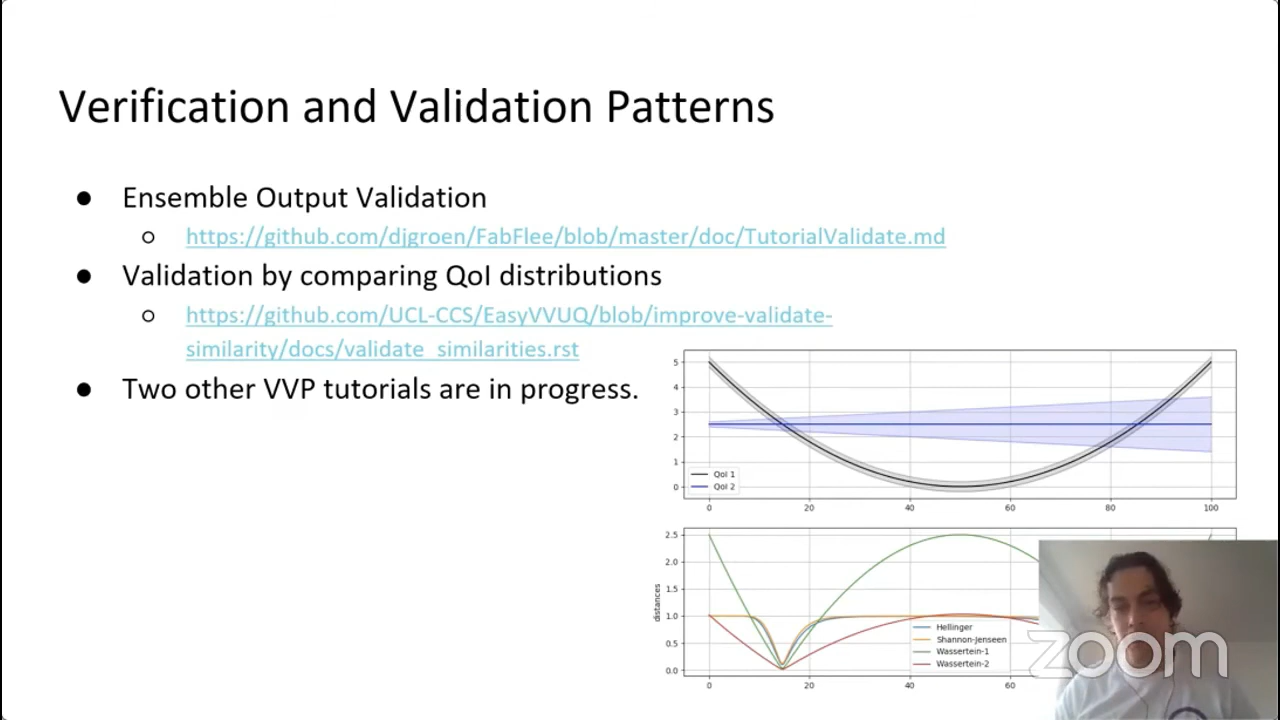 Verification and Validation Patterns
● Ensemble Output Validation
○ https://github.com/djgroen/FabFlee/blob/master/doc/TutorialValidate.md
● Validation by comparing QoI distributions
○ https://github.com/UCL-CCS/EasyVVUQ/blob/improve-validate-
similarity/docs/validate_similarities.rst
● Two other VVP tutorials are in progress.
5
4
3
2
1
0
QoI 1
QoI 2
0 20 40 60 80 100
2.5
2.0
1.5
1.0
0.5
0.0
distances
Hellinger
Shannon-Jenseen
Wassertein-1
Wassertein-2
0 20 40 60
zoom